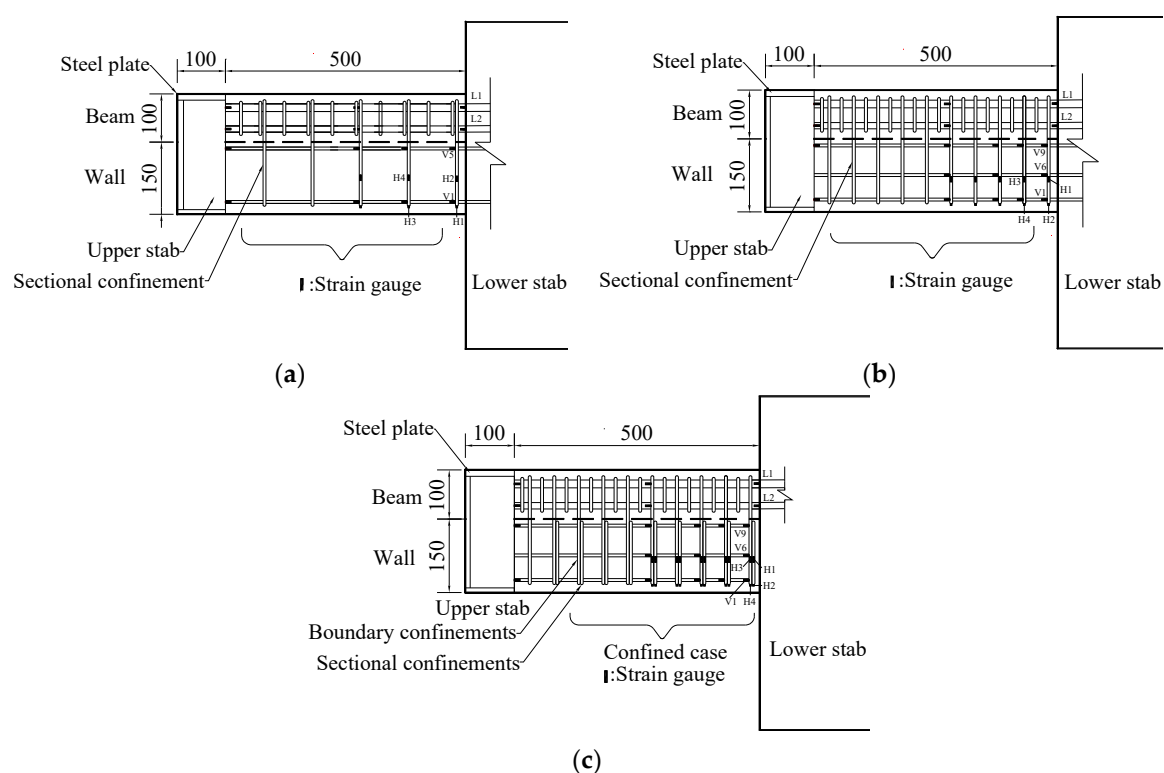 100
500
Steel plate
L1
Beam
100
L2
V5
Wall
150
H4
H2
V1
H3
H1
Upper stab
Sectional confinement
:Strain gauge
Lower stab
(a)
100
500
Steel plate
L1
Beam
100
L2
V9
V6
Wall
150
H3
H1
V1
H4
H2
Upper stab
Sectional confinement
:Strain gauge
Lower stab
(b)
Steel plate
100
500
L1
Beam
100
L2
V9
V6
Wall
150
H3
H1
H2
V1
H4
Upper stab
Boundary confinements
Sectional confinements
Confined case
:Strain gauge
Lower stab
(c)